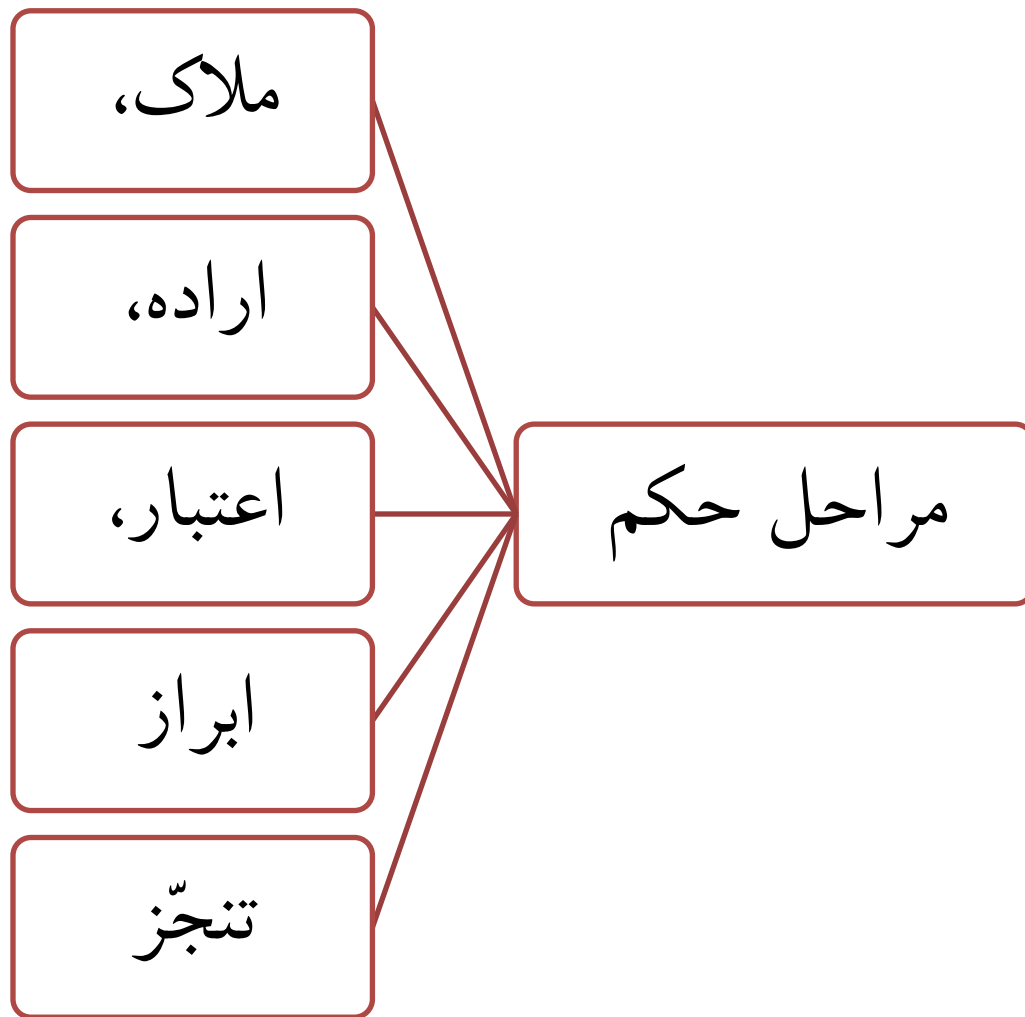 مراحل حکم
ملاک،
اراده،
اعتبار،
ابراز
تنجّز